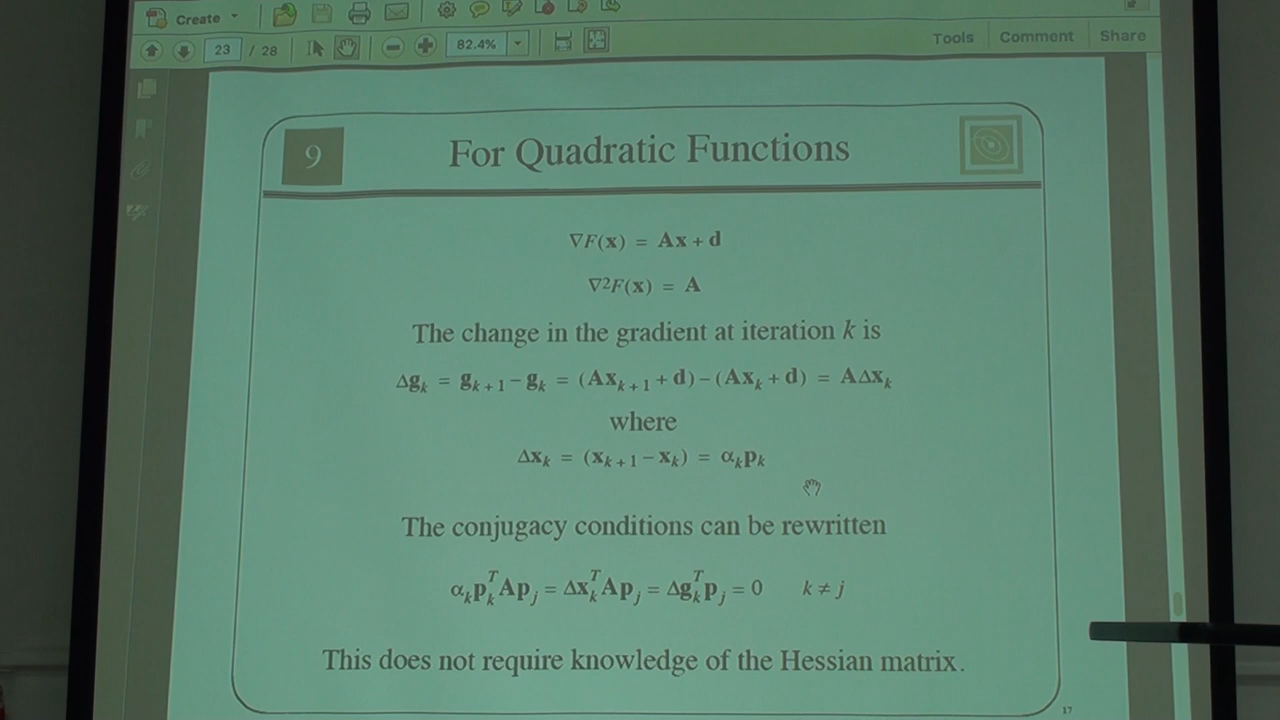 Create
23 / 28
82.4%
Tools Comment Share
9
For Quadratic Functions
∇F(x) = Ax + d
∇²F(x) = A
The change in the gradient at iteration k is
Δg_k = g_{k+1} − g_k = (Ax_{k+1} + d) − (Ax_k + d) = AΔx_k
where
Δx_k = (x_{k+1} − x_k) = α_k p_k
The conjugacy conditions can be rewritten
α_k p_k^T A p_j = Δx_k^T A p_j = Δg_k^T p_j = 0 k ≠ j
This does not require knowledge of the Hessian matrix.
17